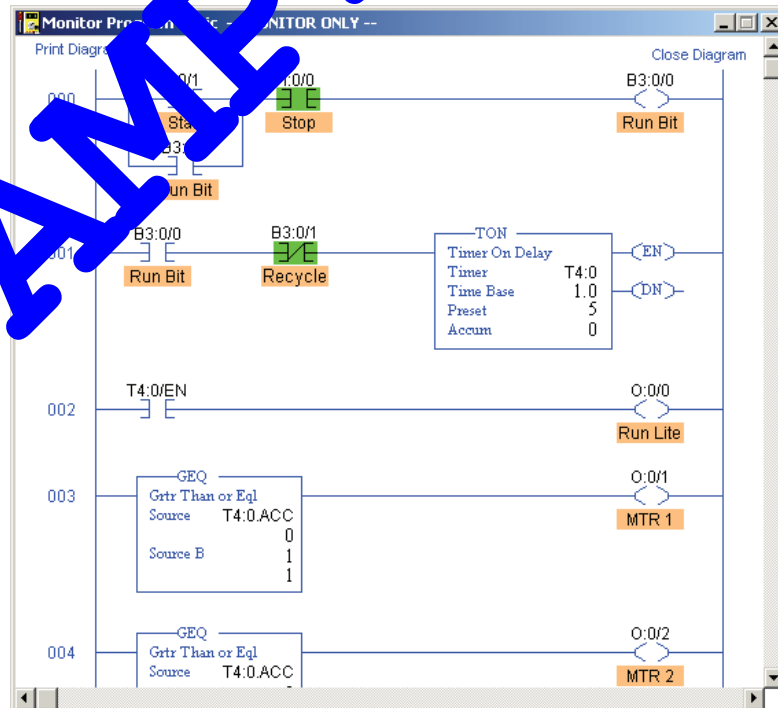 Monitor ONLY --
Print Close Diagram
I:0/0 B3:0/0
000
Stop Run Bit
Run Bit
B3:0/0 B3:0/1 TON
001 Timer On Delay EN
Timer T4:0
Run Bit Recycle
Time Base 1.0 DN
Preset 5
Accum 0
T4:0/EN O:0/0
002
Run Lite
GEQ O:0/1
003 Grtr Than or Eql
Source T4:0.ACC MTR 1
0
Source B 1
1
GEQ O:0/2
004 Grtr Than or Eql
Source T4:0.ACC MTR 2